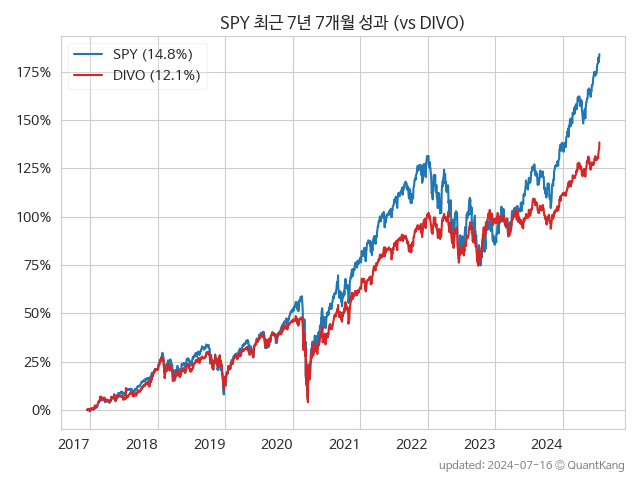 SPY 최근 7년 7개월 성과 (vs DIVO)
SPY (14.8%)
DIVO (12.1%)
175%
150%
125%
100%
75%
50%
25%
0%
2017 2018 2019 2020 2021 2022 2023 2024
updated: 2024-07-16 © QuantKang